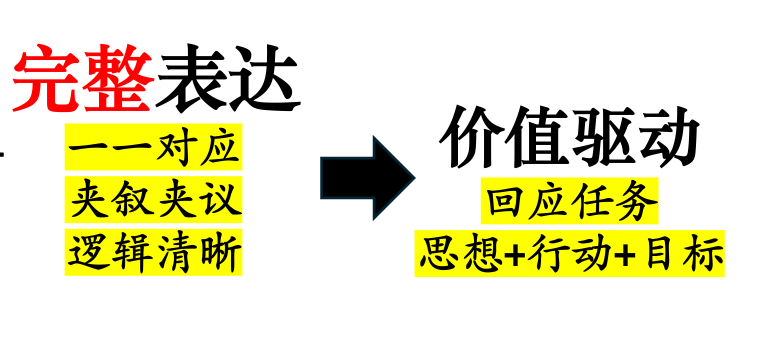 完整表达
一一对应
夹叙夹议
逻辑清晰
价值驱动
回应任务
思想+行动+目标